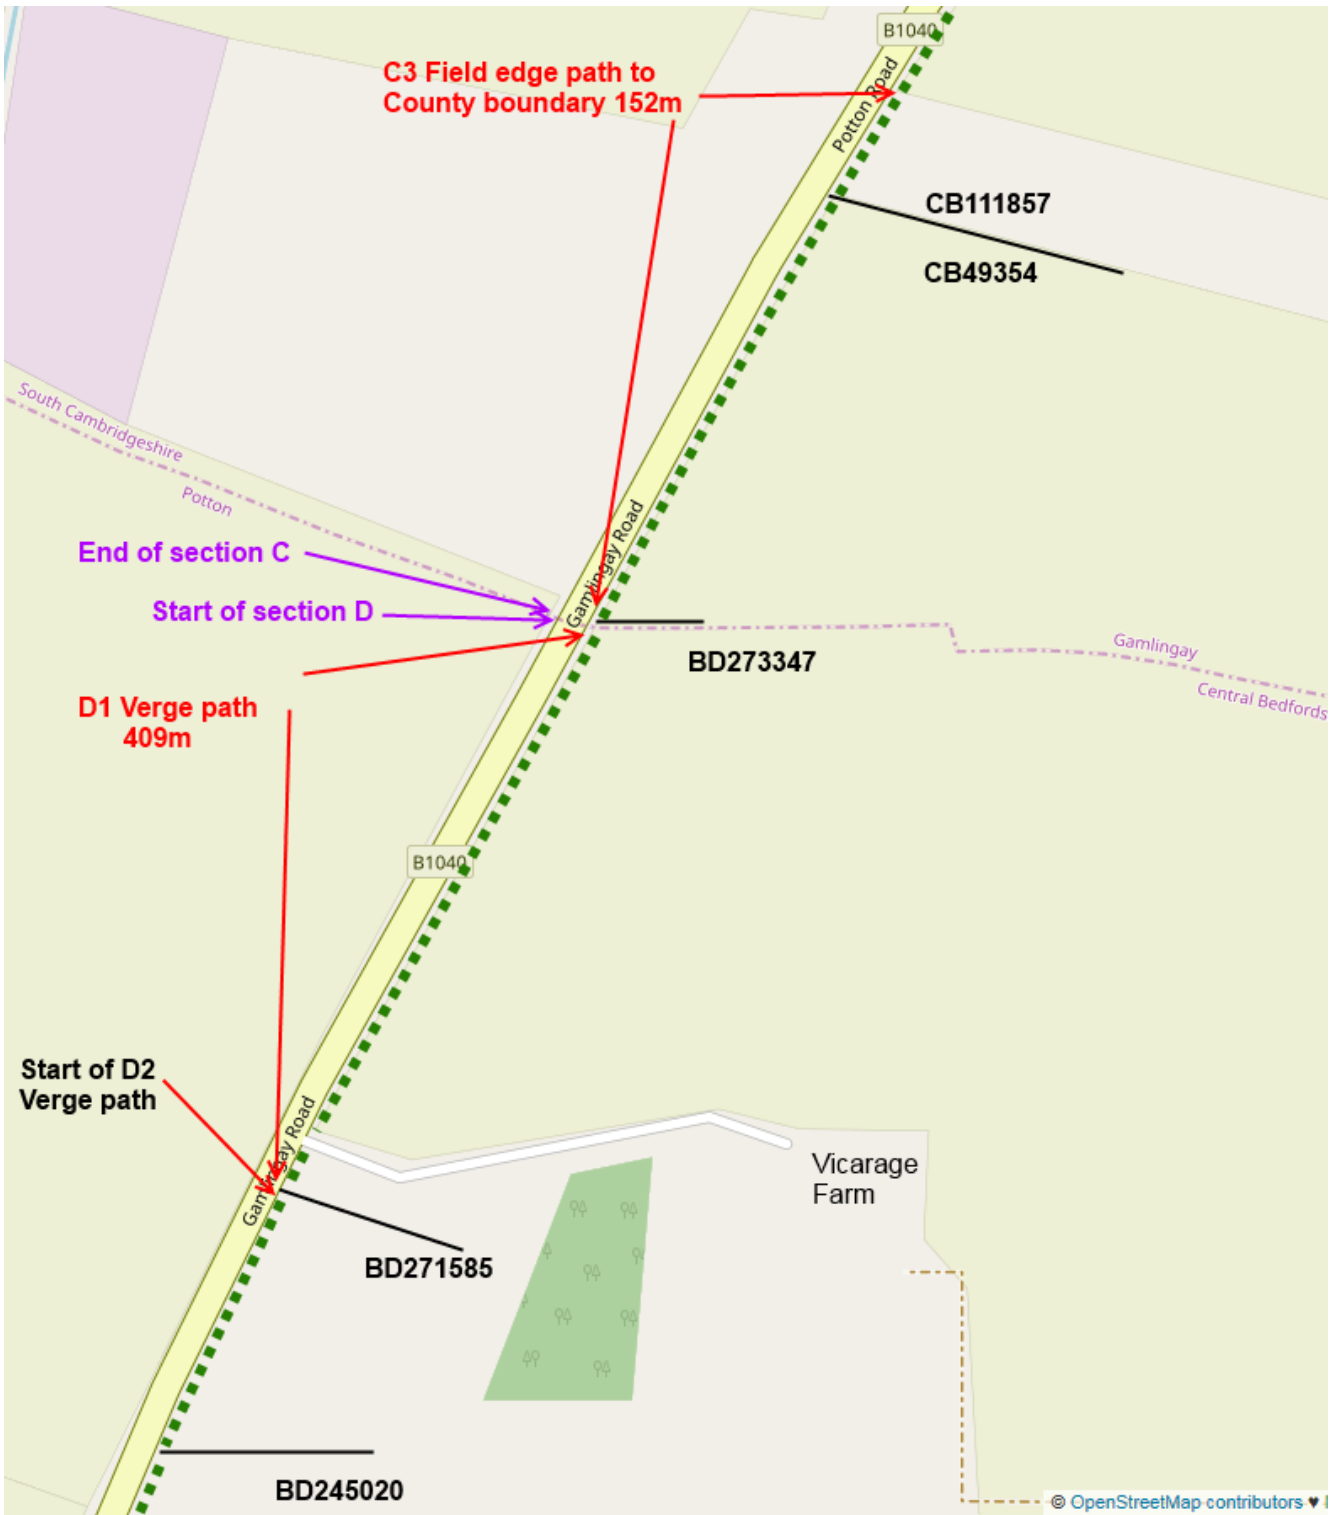 B1040
C3 Field edge path to
County boundary 152m
Potton Road
CB111857
CB49354
South Cambridgeshire
Potton
Gamlingay Road
End of section C
Start of section D
Gamlingay
BD273347
Central Bedfords
D1 Verge path
409m
B1040
Start of D2
Verge path
Gamlingay Road
Vicarage
Farm
BD271585
BD245020
© OpenStreetMap contributors ♥